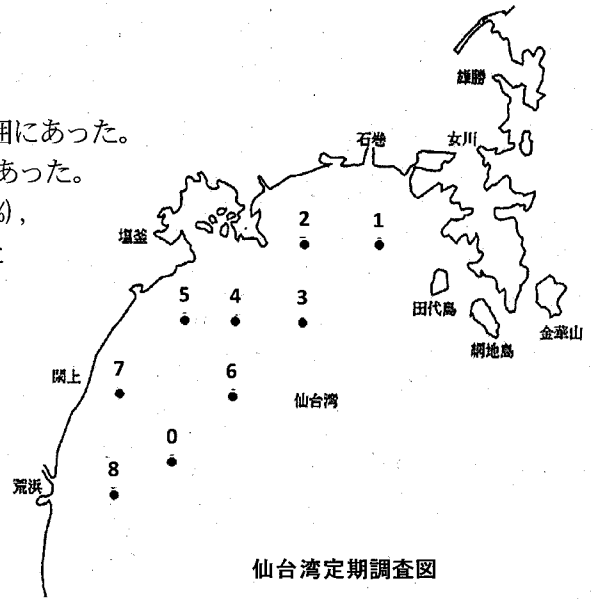 囲にあった。
あった。
%),
雄勝
石巻
女川
塩釜
2
1
5
4
3
田代島
金華山
網地島
閖上
7
6
仙台湾
0
荒浜
8
仙台湾定期調査図